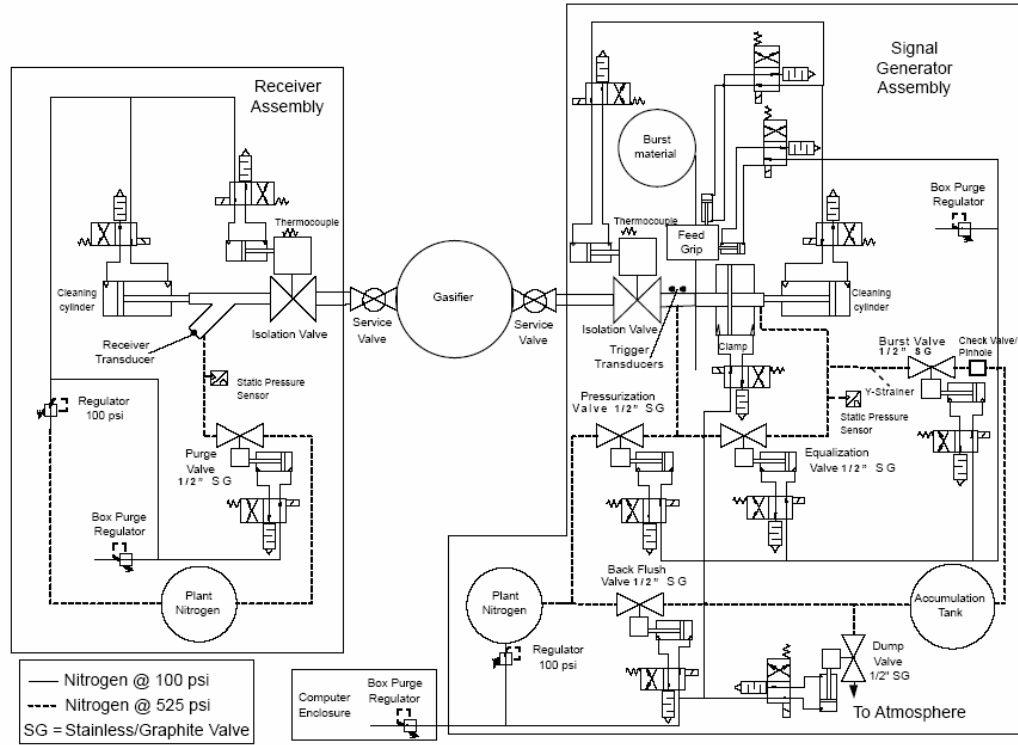 Receiver
Assembly
Signal
Generator
Assembly
Burst
material
Box Purge
Regulator
Thermocouple
Thermocouple
Feed
Grip
Cleaning
cylinder
Gasifier
Cleaning
cylinder
Isolation Valve
Service
Valve
Service
Valve
Isolation Valve
Receiver
Transducer
Trigger
Transducers
Clamp
Burst Valve
1/2" SG
Check Valve/
Pinhole
Static Pressure
Sensor
Y-Strainer
Regulator
100 psi
Pressurization
Valve 1/2" SG
Static Pressure
Sensor
Purge
Valve
1/2" SG
Equalization
Valve 1/2" SG
Box Purge
Regulator
Back Flush
Valve 1/2" SG
Plant
Nitrogen
Plant
Nitrogen
Accumulation
Tank
Regulator
100 psi
Dump
Valve
1/2" SG
To Atmosphere
Nitrogen @ 100 psi
Nitrogen @ 525 psi
SG = Stainless/Graphite Valve
Computer
Enclosure
Box Purge
Regulator